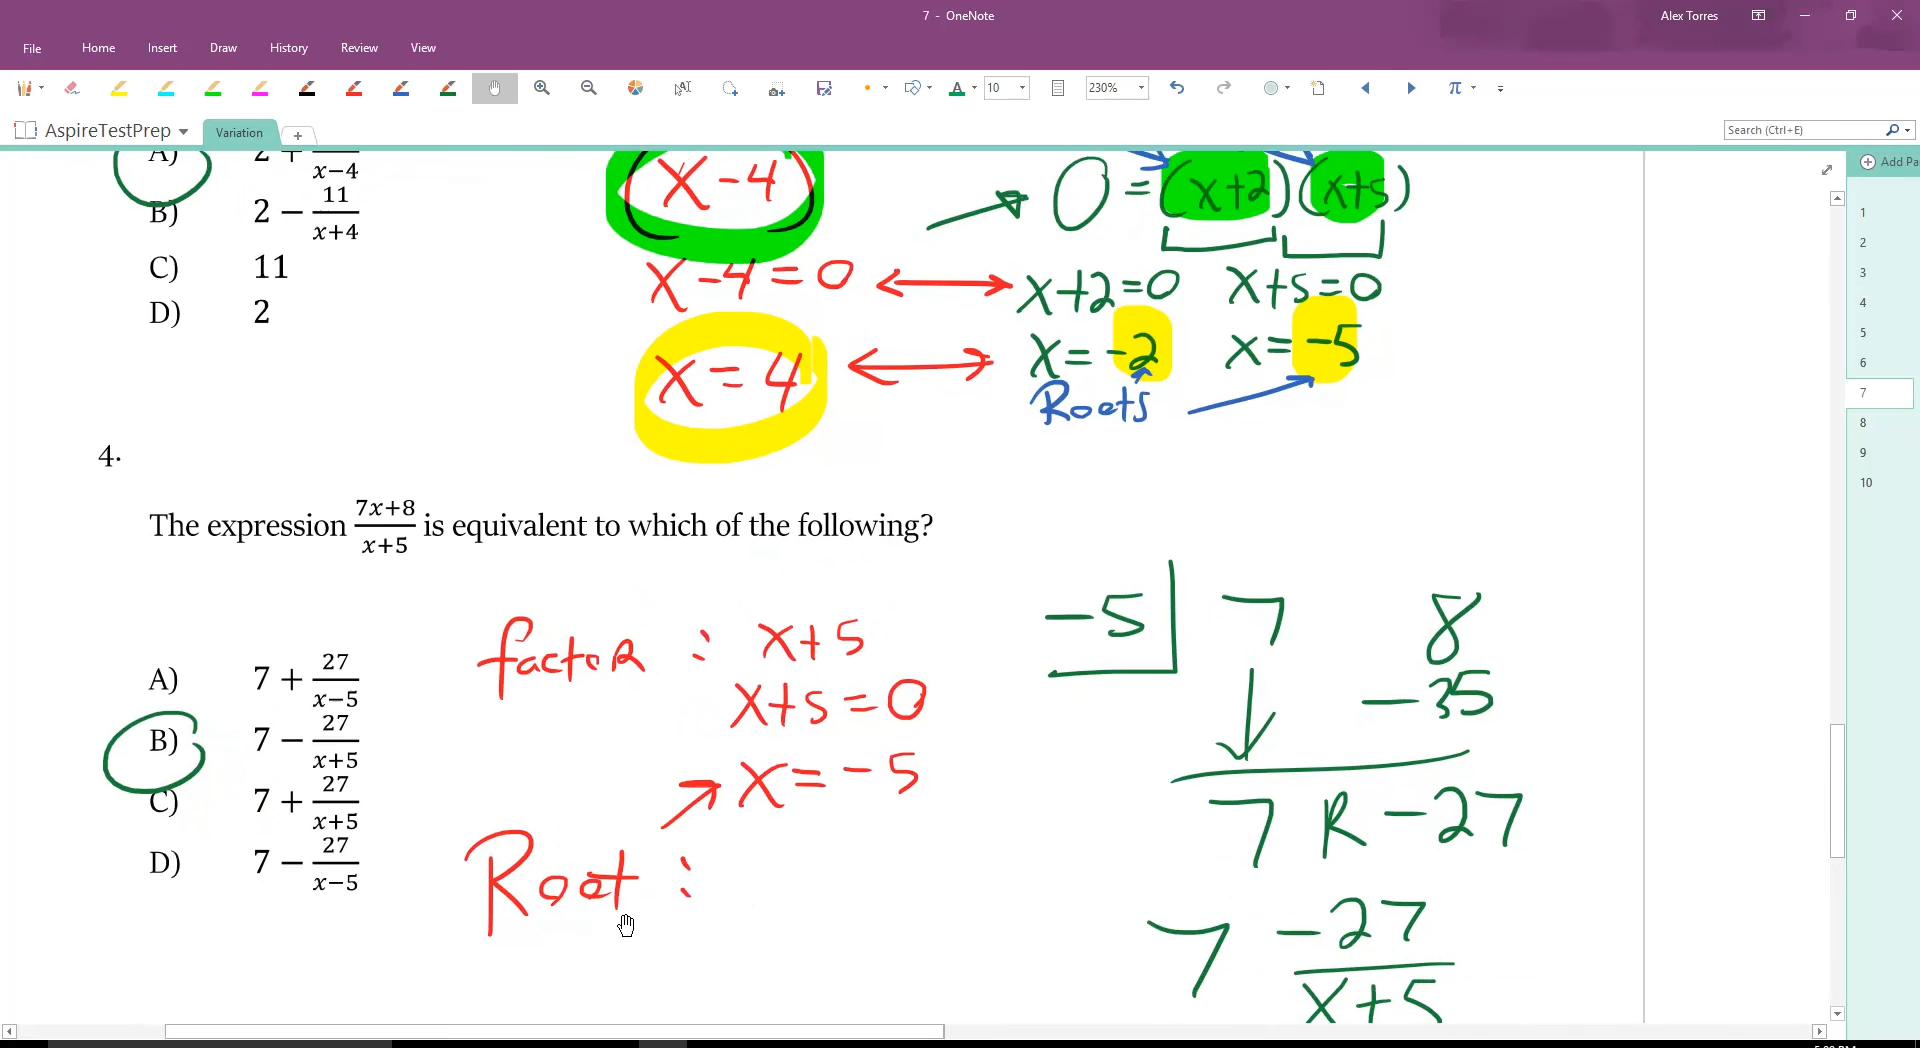 7 - OneNote
Alex Torres
File Home Insert Draw History Review View
10
230%
AspireTestPrep
Variation
Search (Ctrl+E)
Add Pa
1
2
3
4
5
6
7
8
9
10
A) 2 +
x−4
B) 2 − 11/x+4
C) 11
D) 2
(x-4)
x-4=0
x=4
0=(x+2)(x+5)
x+2=0 x+5=0
x=-2 x=-5
Roots
4.
The expression 7x+8/x+5 is equivalent to which of the following?
A) 7 + 27/x−5
B) 7 − 27/x+5
C) 7 + 27/x+5
D) 7 − 27/x−5
factor : x+5
x+5=0
x=-5
Root :
-5 7 8
-35
7 R -27
7 -27/x+5